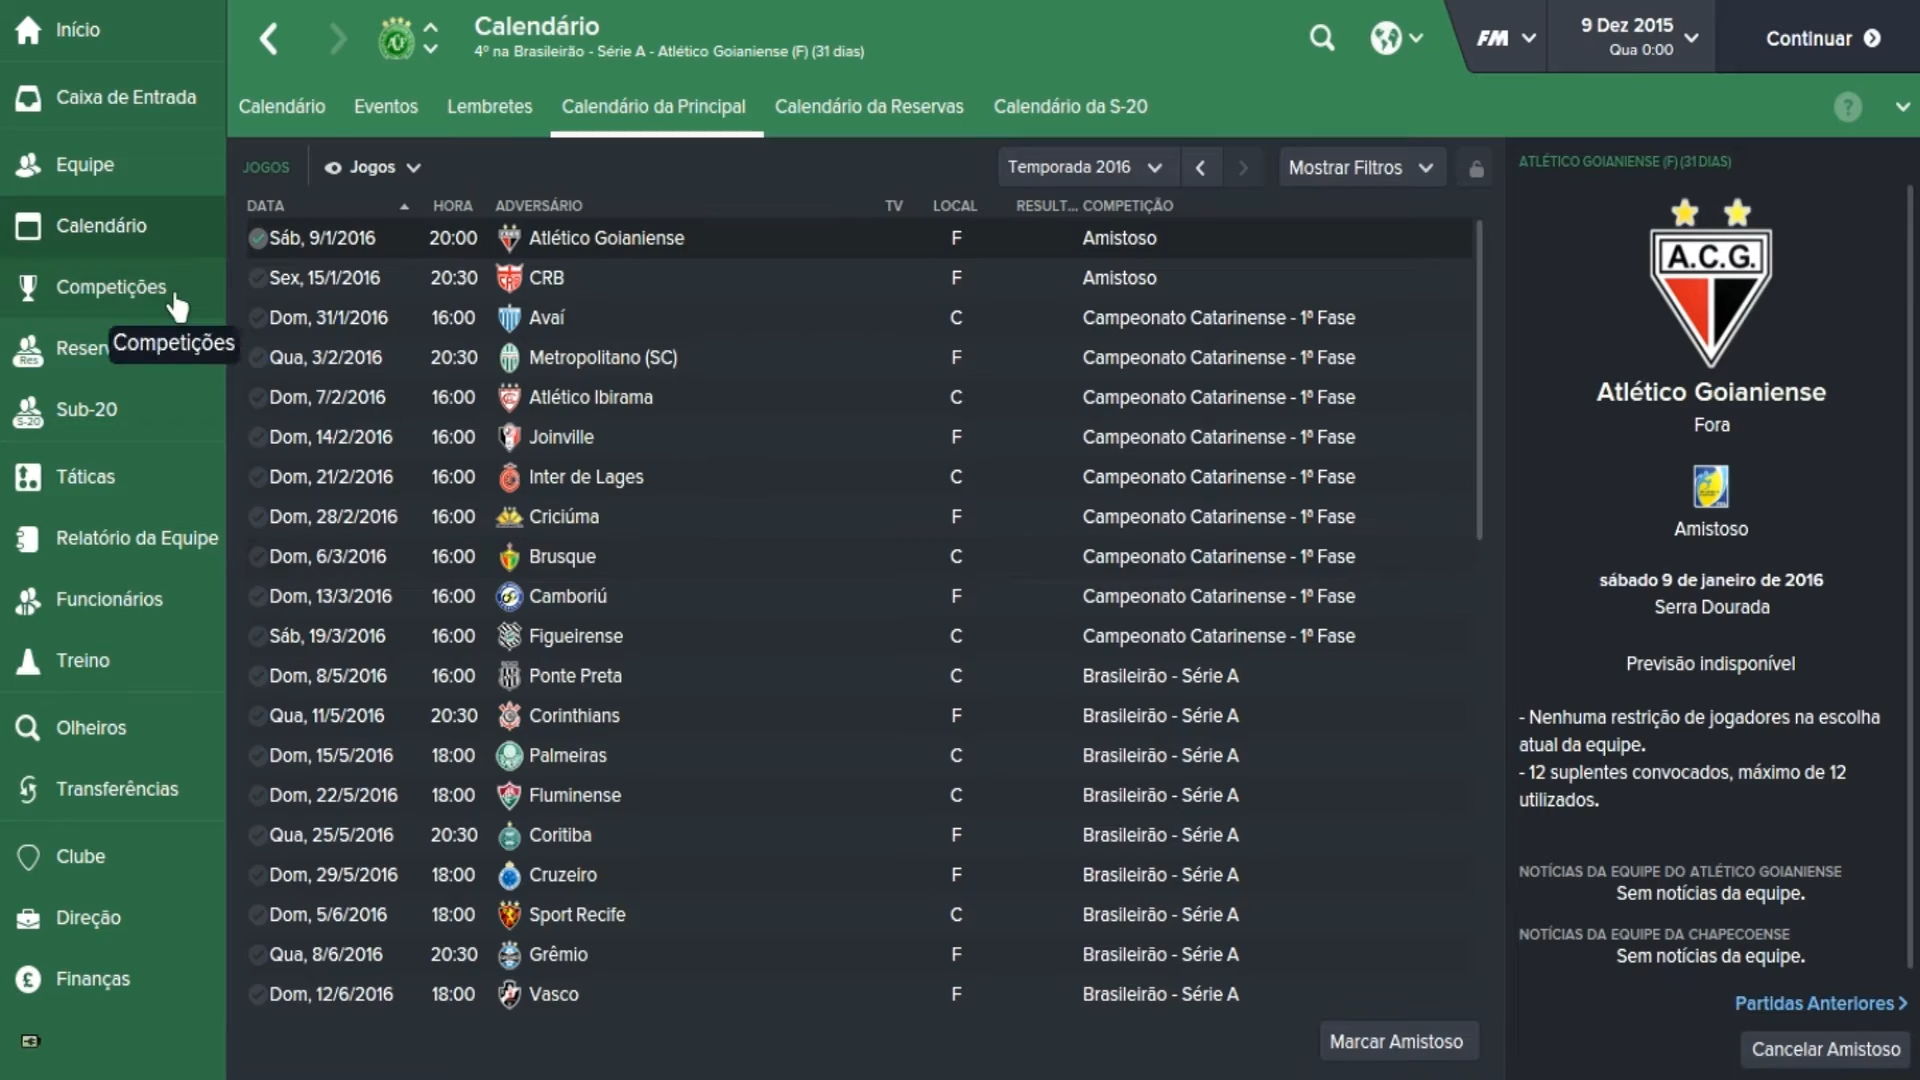 Início
Caixa de Entrada
Equipe
Calendário
Competições
Reserv
Competições
Res
Sub-20
S-20
Táticas
Relatório da Equipe
Funcionários
Treino
Olheiros
Transferências
Clube
Direção
Finanças
Calendário
4º na Brasileirão - Série A - Atlético Goianiense (F) (31 dias)
FM
9 Dez 2015
Qua 0:00
Continuar
Calendário Eventos Lembretes Calendário da Principal Calendário da Reservas Calendário da S-20
?
JOGOS Jogos Temporada 2016 Mostrar Filtros
DATA HORA ADVERSÁRIO TV LOCAL RESULT... COMPETIÇÃO
Sáb, 9/1/2016 20:00 Atlético Goianiense F Amistoso
Sex, 15/1/2016 20:30 CRB F Amistoso
Dom, 31/1/2016 16:00 Avaí C Campeonato Catarinense - 1ª Fase
Qua, 3/2/2016 20:30 Metropolitano (SC) F Campeonato Catarinense - 1ª Fase
Dom, 7/2/2016 16:00 Atlético Ibirama C Campeonato Catarinense - 1ª Fase
Dom, 14/2/2016 16:00 Joinville F Campeonato Catarinense - 1ª Fase
Dom, 21/2/2016 16:00 Inter de Lages C Campeonato Catarinense - 1ª Fase
Dom, 28/2/2016 16:00 Criciúma F Campeonato Catarinense - 1ª Fase
Dom, 6/3/2016 16:00 Brusque C Campeonato Catarinense - 1ª Fase
Dom, 13/3/2016 16:00 Camboriú F Campeonato Catarinense - 1ª Fase
Sáb, 19/3/2016 16:00 Figueirense C Campeonato Catarinense - 1ª Fase
Dom, 8/5/2016 16:00 Ponte Preta C Brasileirão - Série A
Qua, 11/5/2016 20:30 Corinthians F Brasileirão - Série A
Dom, 15/5/2016 18:00 Palmeiras C Brasileirão - Série A
Dom, 22/5/2016 18:00 Fluminense C Brasileirão - Série A
Qua, 25/5/2016 20:30 Coritiba F Brasileirão - Série A
Dom, 29/5/2016 18:00 Cruzeiro F Brasileirão - Série A
Dom, 5/6/2016 18:00 Sport Recife C Brasileirão - Série A
Qua, 8/6/2016 20:30 Grêmio F Brasileirão - Série A
Dom, 12/6/2016 18:00 Vasco F Brasileirão - Série A
Marcar Amistoso
ATLÉTICO GOIANIENSE (F) (31 DIAS)
A.C.G.
Atlético Goianiense
Fora
Amistoso
sábado 9 de janeiro de 2016
Serra Dourada
Previsão indisponível
- Nenhuma restrição de jogadores na escolha
atual da equipe.
- 12 suplentes convocados, máximo de 12
utilizados.
NOTÍCIAS DA EQUIPE DO ATLÉTICO GOIANIENSE
Sem notícias da equipe.
NOTÍCIAS DA EQUIPE DA CHAPECOENSE
Sem notícias da equipe.
Partidas Anteriores
Cancelar Amistoso